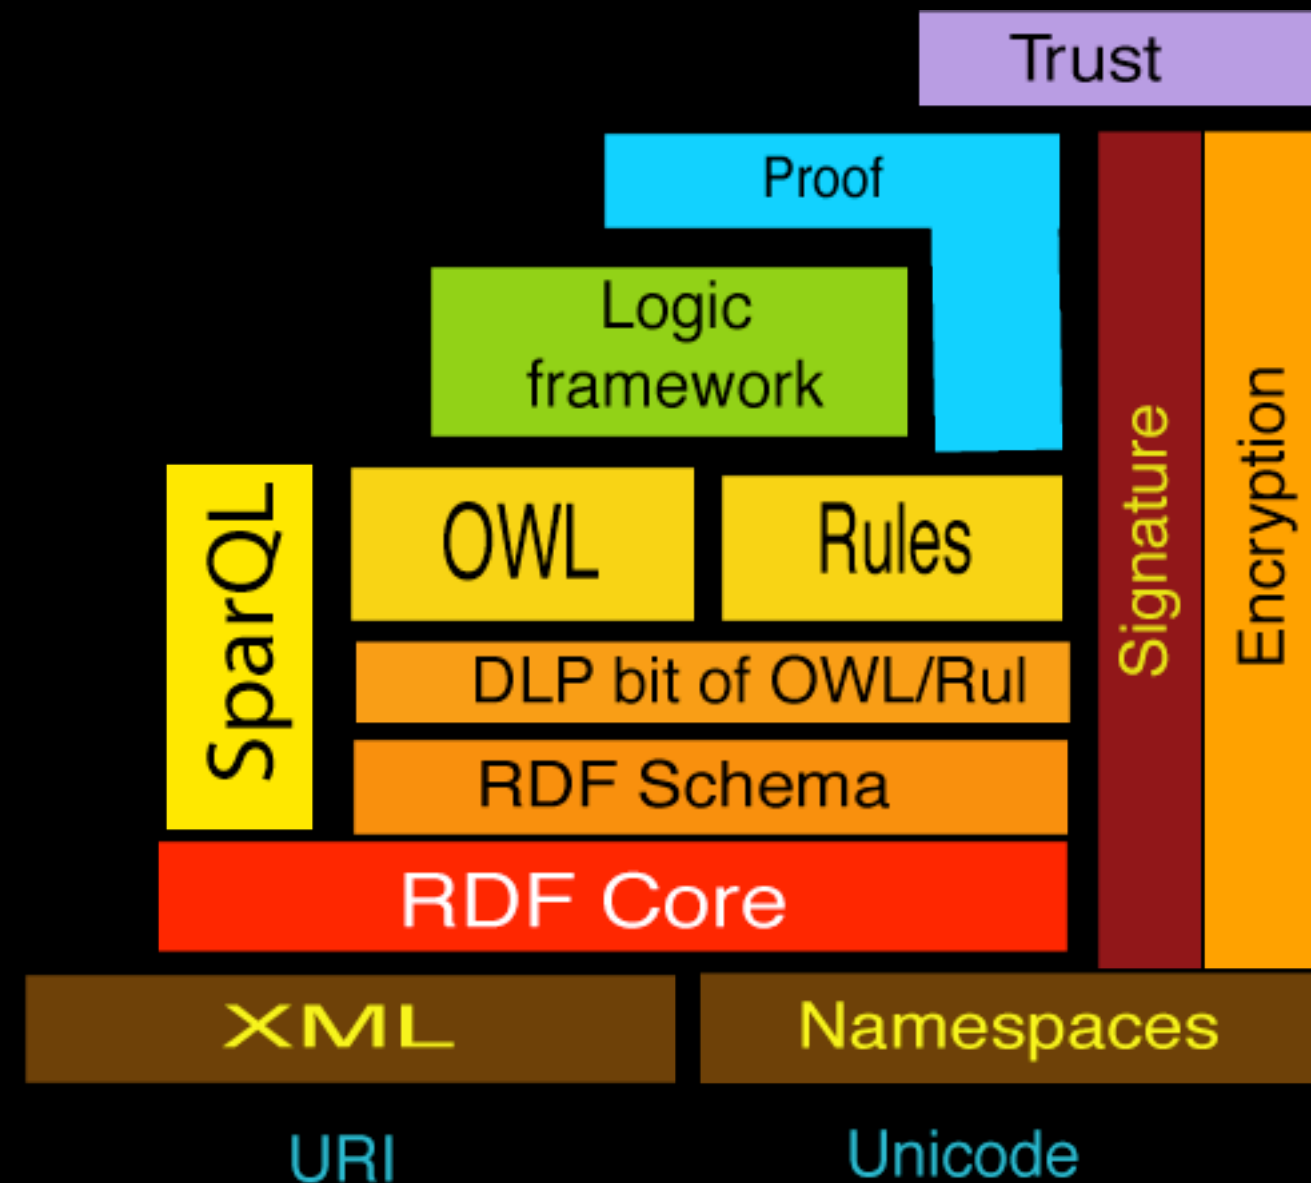 Trust
Proof
Logic
framework
SparQL
OWL
Rules
Signature
Encryption
DLP bit of OWL/Rul
RDF Schema
RDF Core
XML
Namespaces
URI
Unicode